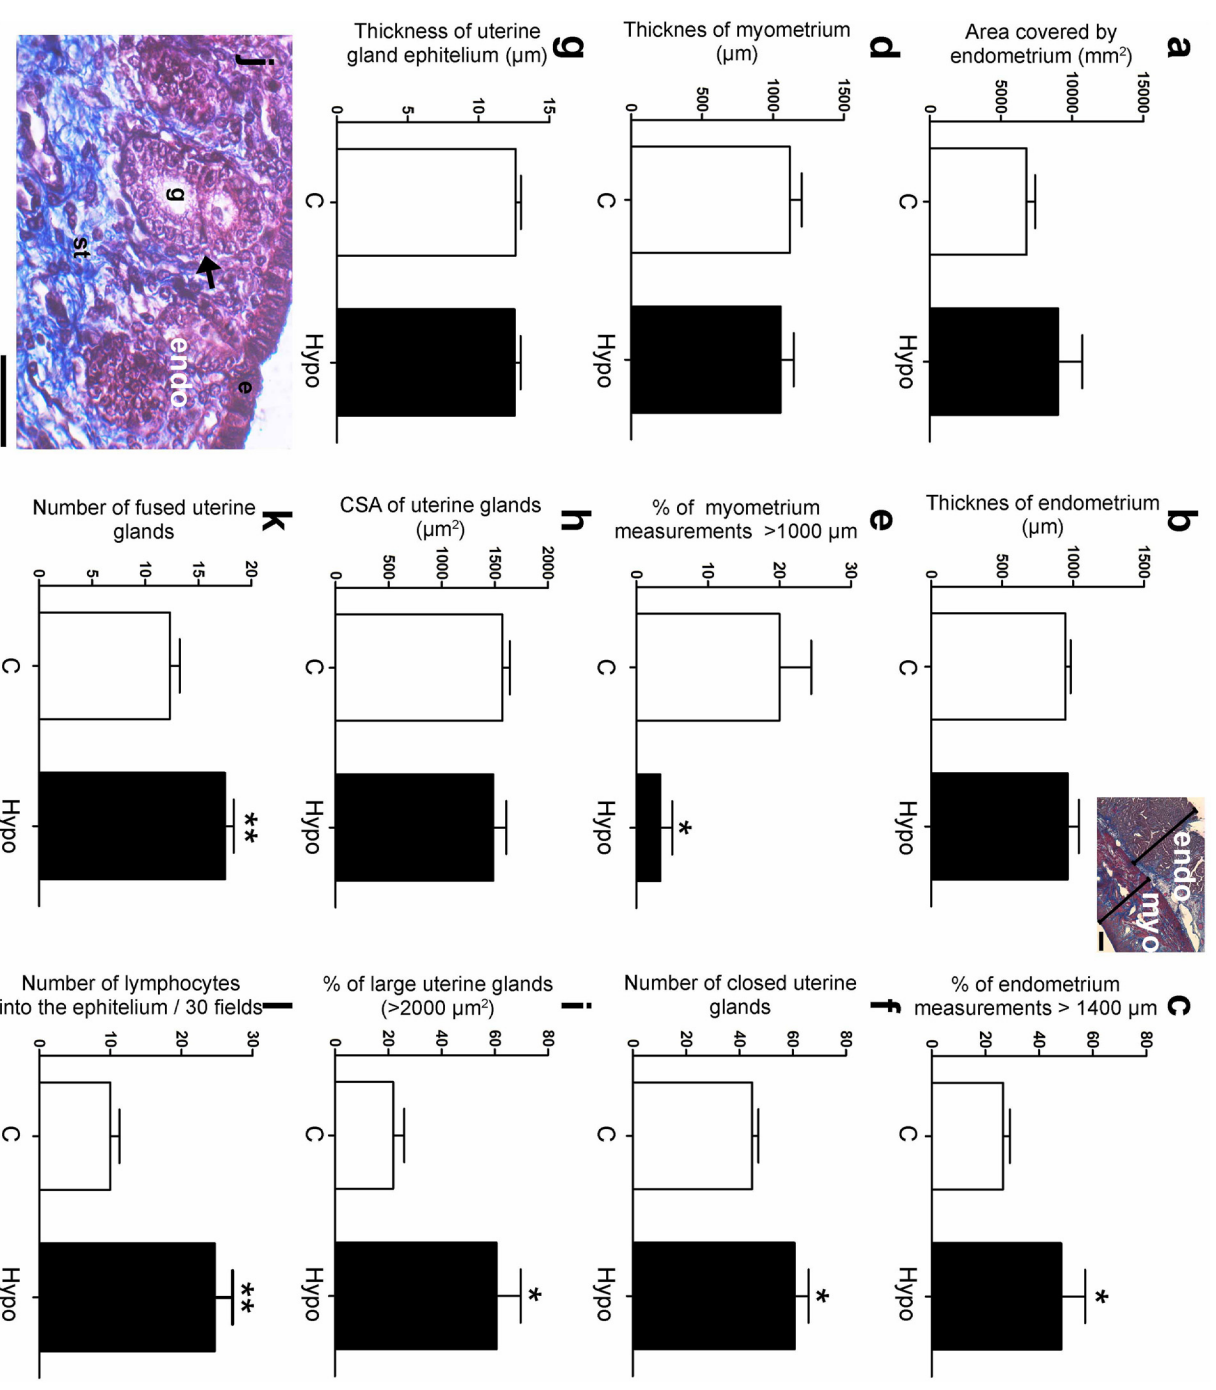 a
Area covered by
endometrium (mm²)
15000
10000
5000
0
C
Hypo
b
Thicknes of endometrium
(µm)
1500
1000
500
0
C
Hypo
endo
myo
c
% of endometrium
measurements > 1400 µm
80
60
40
20
0
C
Hypo
*
d
Thicknes of myometrium
(µm)
1500
1000
500
0
C
Hypo
e
% of myometrium
measurements >1000 µm
30
20
10
0
C
Hypo
*
f
Number of closed uterine
glands
80
60
40
20
0
C
Hypo
*
g
Thickness of uterine
gland ephitelium (µm)
15
10
5
0
C
Hypo
h
CSA of uterine glands
(µm²)
2000
1500
1000
500
0
C
Hypo
i
% of large uterine glands
(>2000 µm²)
80
60
40
20
0
C
Hypo
*
j
g
st
endo
e
k
Number of fused uterine
glands
20
15
10
5
0
C
Hypo
**
l
Number of lymphocytes
into the ephitelium / 30 fields
30
20
10
0
C
Hypo
**